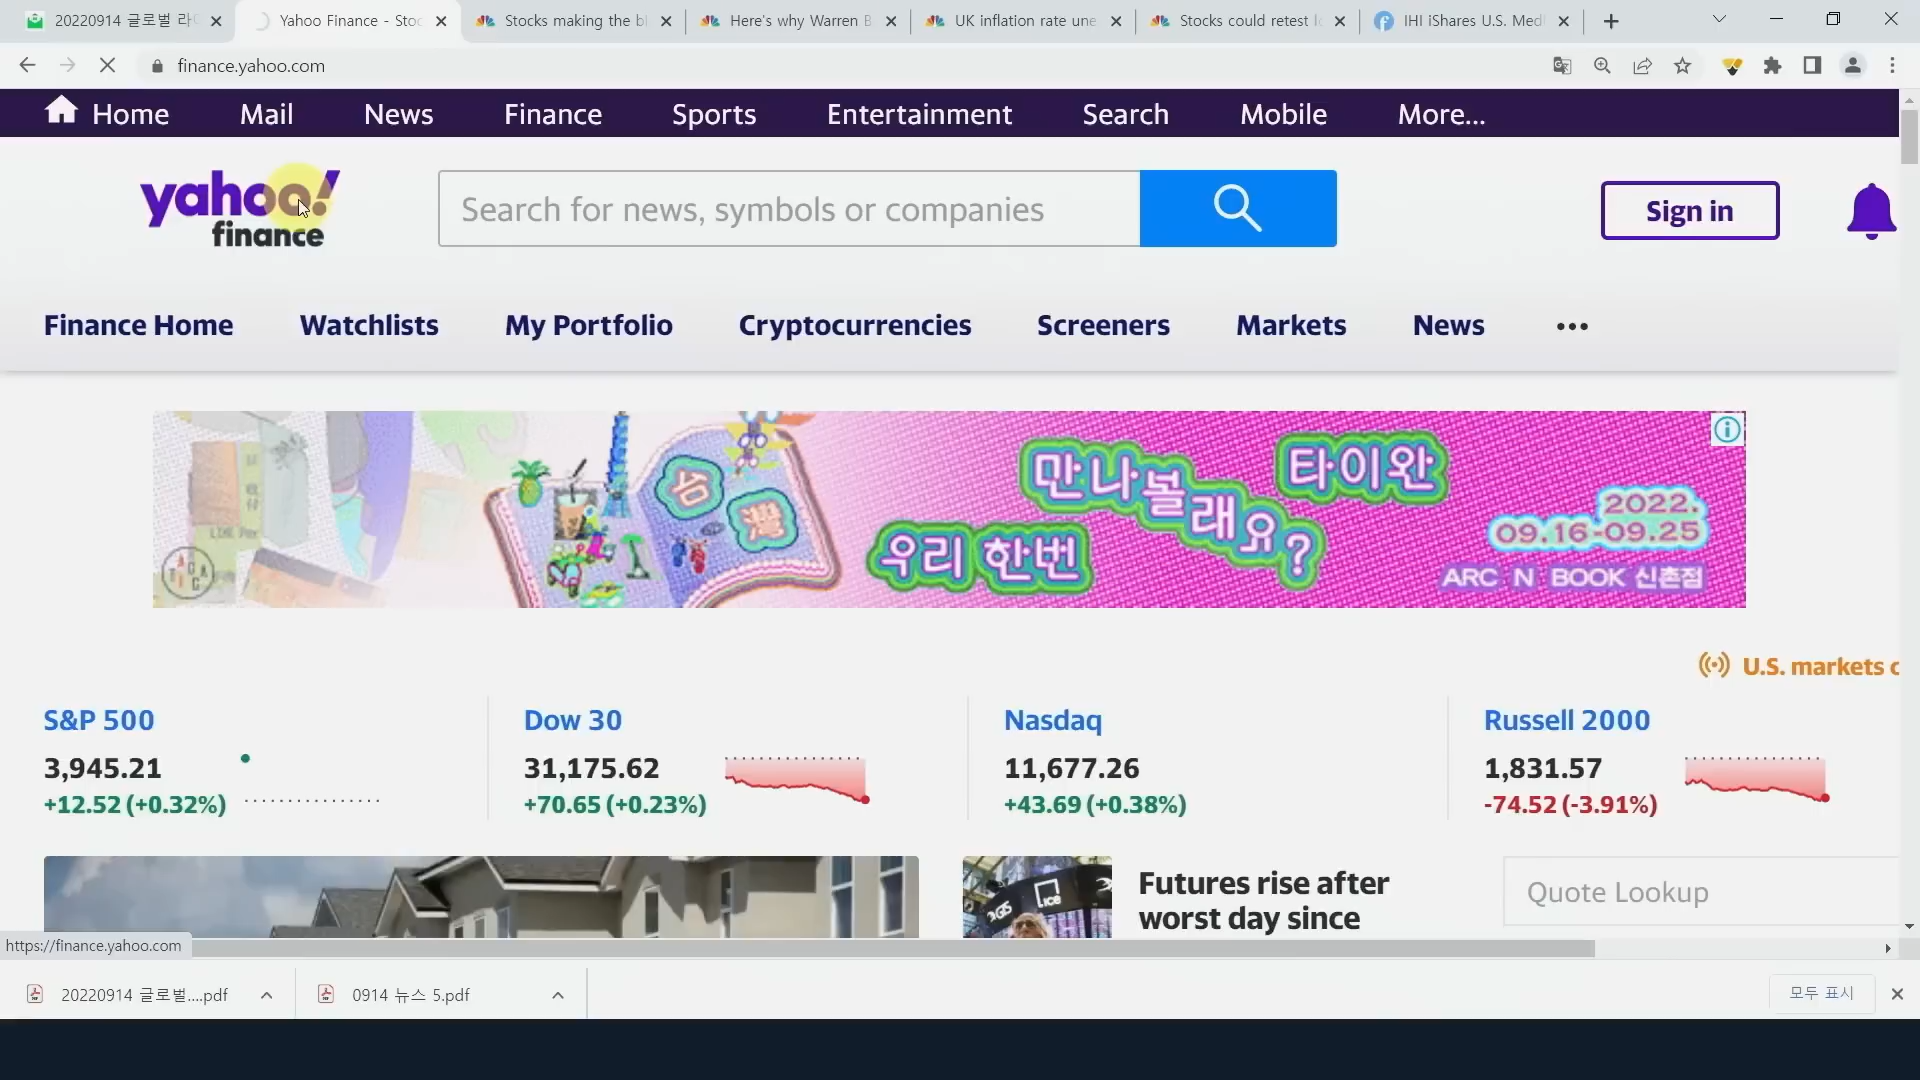 20220914 글로벌 라
Yahoo Finance - Stoc
Stocks making the bi
Here's why Warren B
UK inflation rate une
Stocks could retest lo
IHI iShares U.S. Med
finance.yahoo.com
Home Mail News Finance Sports Entertainment Search Mobile More...
yahoo!
finance
Search for news, symbols or companies
Sign in
Finance Home Watchlists My Portfolio Cryptocurrencies Screeners Markets News
台灣
우리 한번 만나볼래요? 타이완
2022.
09.16-09.25
ARC N BOOK 신촌점
U.S. markets c
S&P 500
3,945.21
+12.52 (+0.32%)
Dow 30
31,175.62
+70.65 (+0.23%)
Nasdaq
11,677.26
+43.69 (+0.38%)
Russell 2000
1,831.57
-74.52 (-3.91%)
Futures rise after
worst day since
Quote Lookup
https://finance.yahoo.com
20220914 글로벌....pdf
0914 뉴스 5.pdf
모두 표시